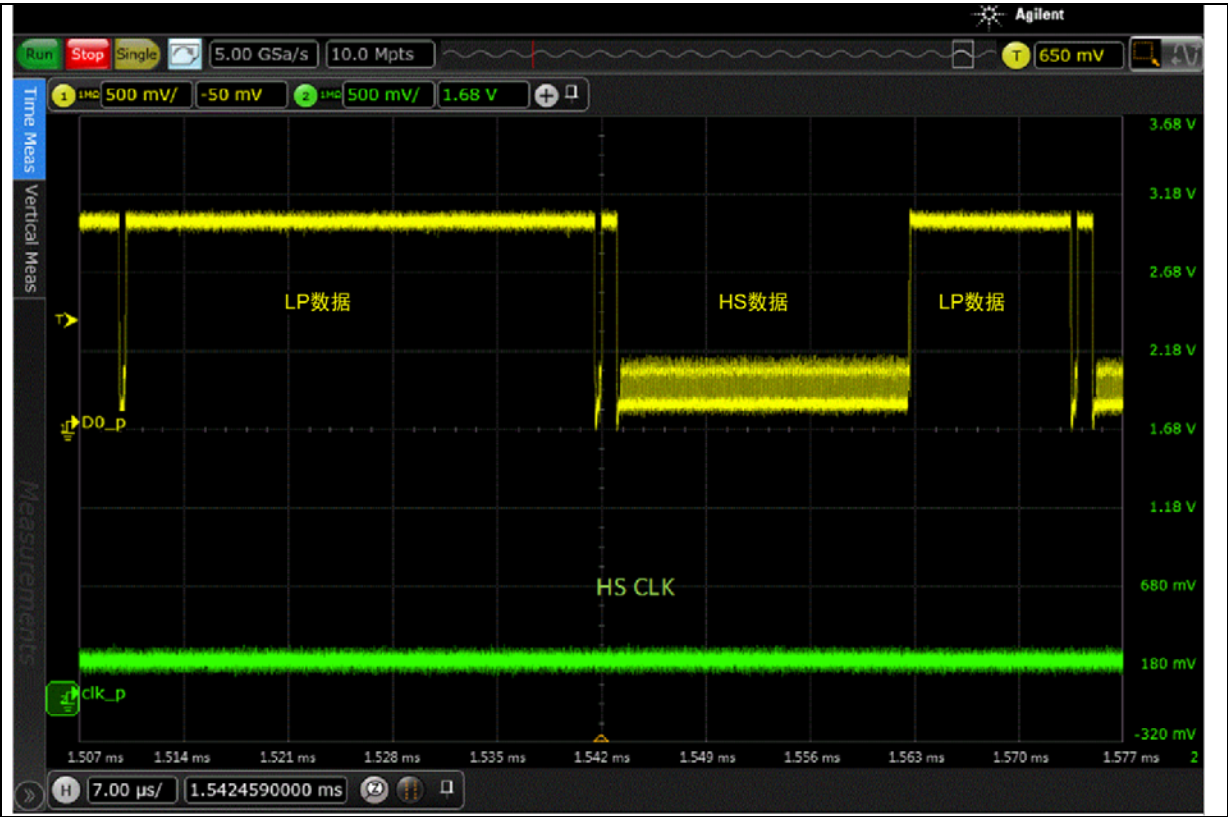 Agilent
Run Stop Single 5.00 GSa/s 10.0 Mpts T 650 mV
1 1MΩ 500 mV/ -50 mV 2 1MΩ 500 mV/ 1.68 V
Time Meas
Vertical Meas
Measurements
3.68 V
3.18 V
2.68 V
LP数据
HS数据
LP数据
T
2.18 V
D0_p
1.68 V
1.18 V
HS CLK
680 mV
180 mV
clk_p
-320 mV
1.507 ms 1.514 ms 1.521 ms 1.528 ms 1.535 ms 1.542 ms 1.549 ms 1.556 ms 1.563 ms 1.570 ms 1.577 ms 2
H 7.00 µs/ 1.5424590000 ms